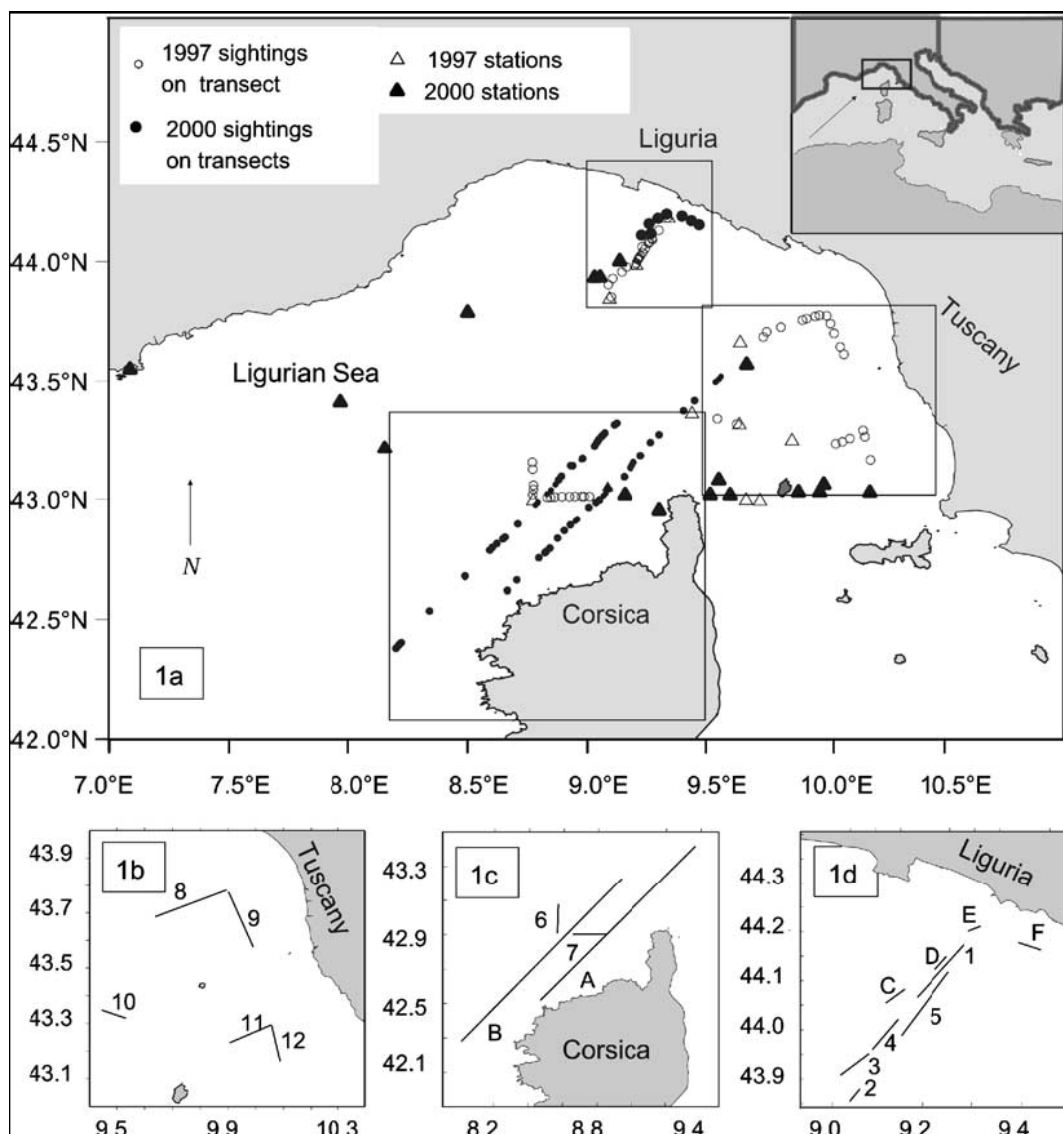 1997 sightings
on transect
2000 sightings
on transects
1997 stations
2000 stations
44.5°N
44.0°N
43.5°N
43.0°N
42.5°N
42.0°N
Liguria
Tuscany
Ligurian Sea
N
Corsica
1a
7.0°E 7.5°E 8.0°E 8.5°E 9.0°E 9.5°E 10.0°E 10.5°E
43.9
43.7
43.5
43.3
43.1
1b
Tuscany
8
9
10
11
12
9.5 9.9 10.3
43.3
42.9
42.5
42.1
1c
6
7
A
B
Corsica
8.2 8.8 9.4
44.3
44.2
44.1
44.0
43.9
1d
Liguria
E
F
D
1
C
5
4
3
2
9.0 9.2 9.4